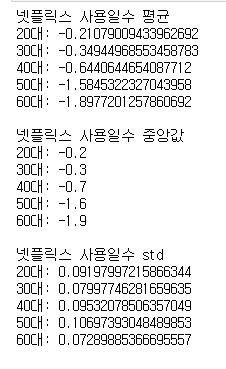 넷플릭스 사용일수 평균
20대: -0.21079009433962692
30대: -0.34944968553458783
40대: -0.6440644654087712
50대: -1.5845322327043958
60대: -1.8977201257860692
넷플릭스 사용일수 중앙값
20대: -0.2
30대: -0.3
40대: -0.7
50대: -1.6
60대: -1.9
넷플릭스 사용일수 std
20대: 0.09197997215866344
30대: 0.07997746281659635
40대: 0.09532078506357049
50대: 0.10697393048489853
60대: 0.07289885366695557